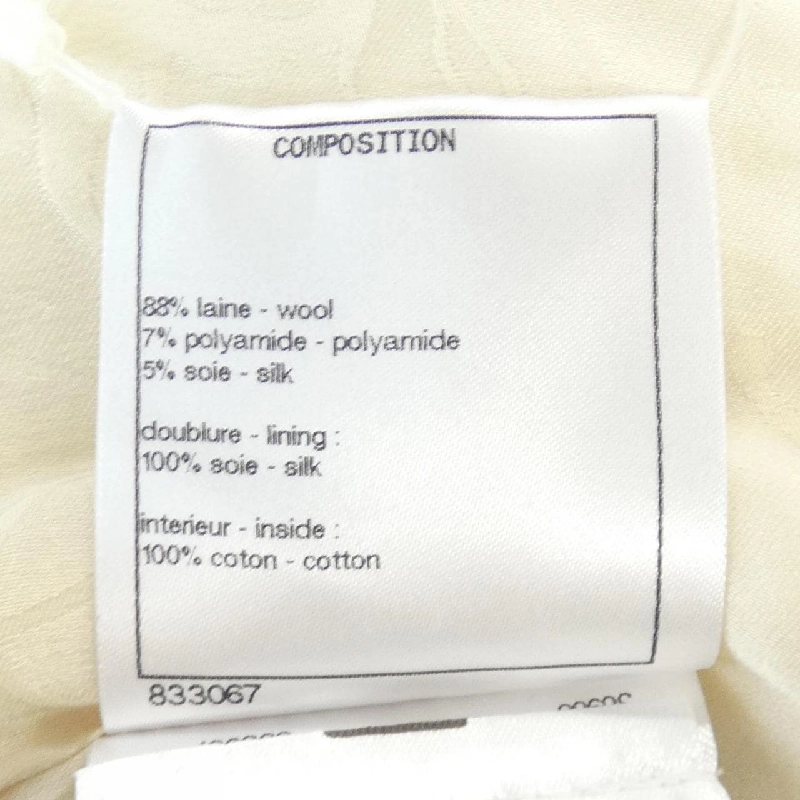 COMPOSITION
88% laine - wool
7% polyamide - polyamide
5% soie - silk
doublure - lining :
100% soie - silk
interieur - inside :
100% coton - cotton
833067